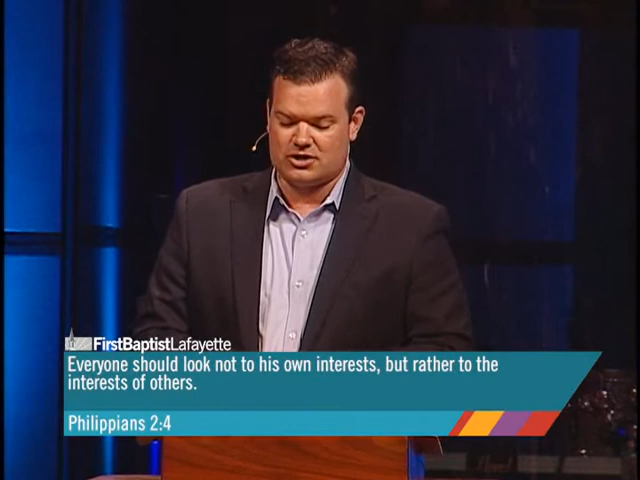 FirstBaptistLafayette
Everyone should look not to his own interests, but rather to the
interests of others.
Philippians 2:4